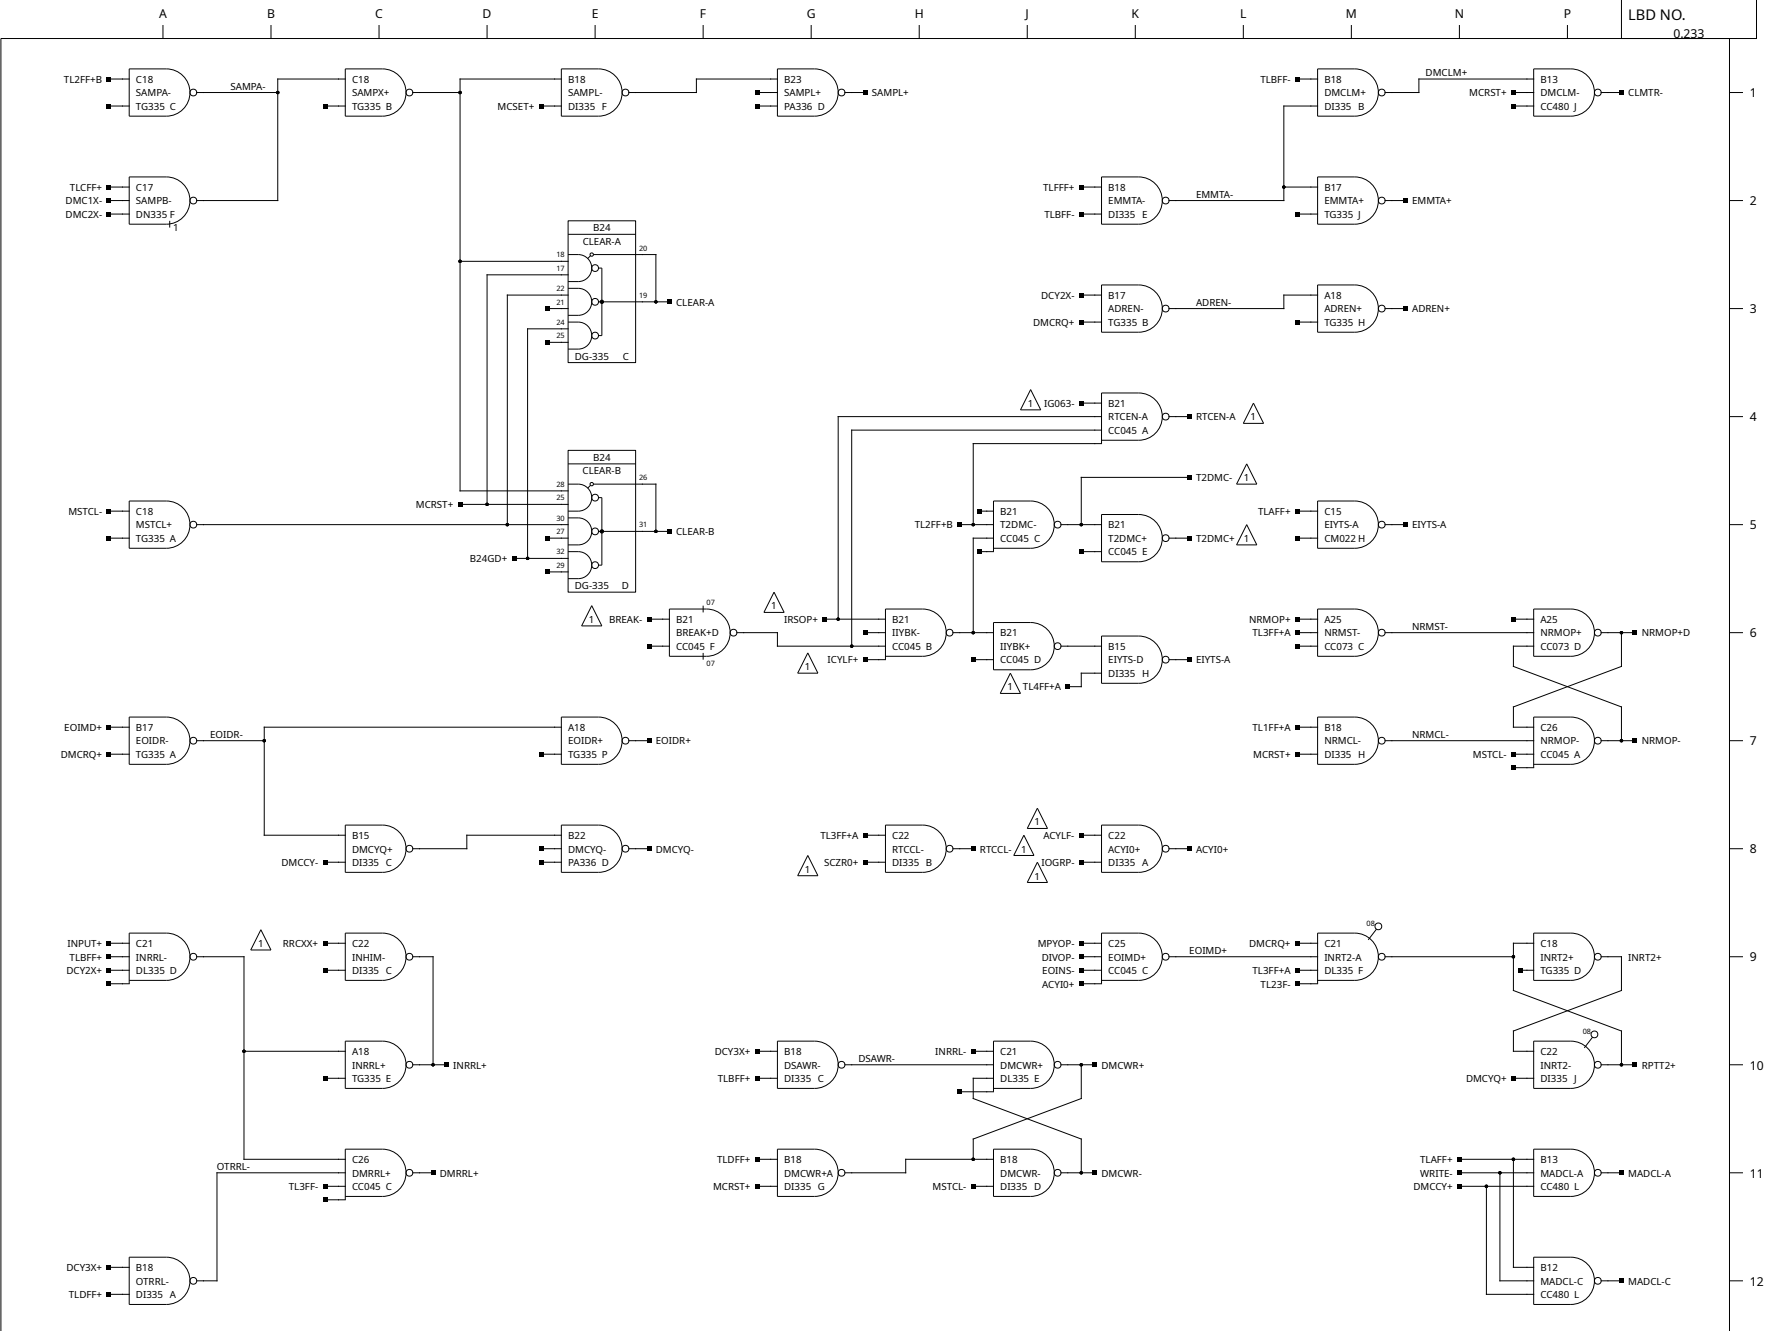 A B C D E F G H J K L M N P LBD NO.
0.233
TL2FF+B C18 SAMPA- TG335 C
SAMPA-
C18 SAMPX+ TG335 B
MCSET+ B18 SAMPL- DI335 F
B23 SAMPL+ PA336 D SAMPL+
TLBFF- B18 DMCLM+ DI335 B
DMCLM+
MCRST+ B13 DMCLM- CC480 J CLMTR-
1
TLCFF+ DMC1X- DMC2X- C17 SAMPB- DN335 F 1
TLFFF+ TLBFF- B18 EMMTA- DI335 E
EMMTA-
B17 EMMTA+ TG335 J EMMTA+
2
B24
CLEAR-A
18 17 22 21 24 25 20 19
CLEAR-A
DG-335 C
DCY2X- DMCRQ+ B17 ADREN- TG335 B
ADREN-
A18 ADREN+ TG335 H ADREN+
3
1 IG063- B21 RTCEN-A CC045 A RTCEN-A 1
4
B24
CLEAR-B
28 25 30 27 32 29 26 31
CLEAR-B
DG-335 D
MCRST+
B24GD+
MSTCL- C18 MSTCL+ TG335 A
T2DMC- 1
TL2FF+B B21 T2DMC- CC045 C
B21 T2DMC+ CC045 E T2DMC+ 1
TLAFF+ C15 EIYTS-A CM022 H EIYTS-A
5
1 BREAK- 07 B21 BREAK+D CC045 F 07
1 IRSOP+ 1 ICYLF+ B21 IIYBK- CC045 B
B21 IIYBK+ CC045 D
1 TL4FF+A B15 EIYTS-D DI335 H EIYTS-A
NRMOP+ TL3FF+A A25 NRMST- CC073 C
NRMST-
A25 NRMOP+ CC073 D NRMOP+D
6
EOIMD+ DMCRQ+ B17 EOIDR- TG335 A
EOIDR-
A18 EOIDR+ TG335 P EOIDR+
TL1FF+A MCRST+ B18 NRMCL- DI335 H
NRMCL-
MSTCL- C26 NRMOP- CC045 A NRMOP-
7
DMCCY- B15 DMCYQ+ DI335 C
B22 DMCYQ- PA336 D DMCYQ-
TL3FF+A 1 SCZR0+ C22 RTCCL- DI335 B RTCCL- 1
1 ACYLF- IOGRP- 1 C22 ACYI0+ DI335 A ACYI0+
8
INPUT+ TLBFF+ DCY2X+ C21 INRRL- DL335 D
1 RRCXX+ C22 INHIM- DI335 C
MPYOP- DIVOP- EOINS- ACYI0+ C25 EOIMD+ CC045 C
EOIMD+
DMCRQ+ TL3FF+A TL23F- C21 INRT2-A DL335 F 08
C18 INRT2+ TG335 D INRT2+
9
A18 INRRL+ TG335 E INRRL+
DCY3X+ TLBFF+ B18 DSAWR- DI335 C
DSAWR-
INRRL- C21 DMCWR+ DL335 E DMCWR+
DMCYQ+ 08 C22 INRT2- DI335 J RPTT2+
10
OTRRL-
TL3FF- C26 DMRRL+ CC045 C DMRRL+
TLDFF+ MCRST+ B18 DMCWR+A DI335 G
MSTCL- B18 DMCWR- DI335 D DMCWR-
TLAFF+ WRITE- DMCCY+ B13 MADCL-A CC480 L MADCL-A
11
DCY3X+ TLDFF+ B18 OTRRL- DI335 A
B12 MADCL-C CC480 L MADCL-C
12